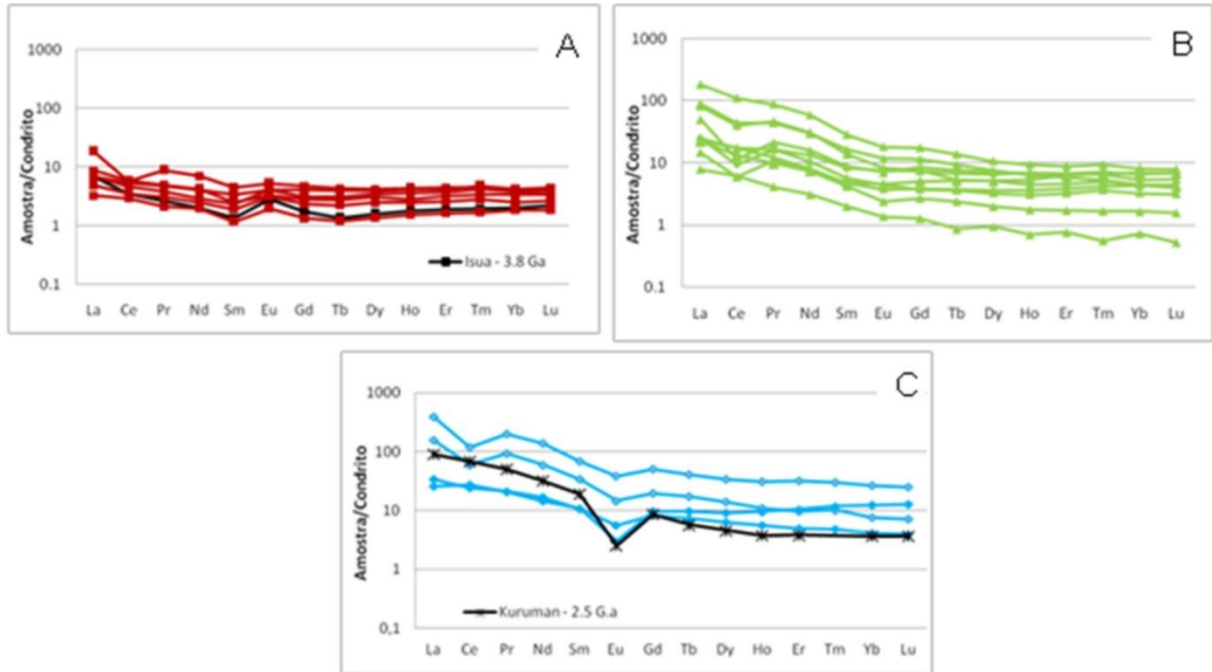 A
Amostra/Condrito
1000
100
10
1
0.1
La Ce Pr Nd Sm Eu Gd Tb Dy Ho Er Tm Yb Lu
Isua - 3.8 Ga
B
Amostra/Condrito
1000
100
10
1
0.1
La Ce Pr Nd Sm Eu Gd Tb Dy Ho Er Tm Yb Lu
C
Amostra/Condrito
1000
100
10
1
0,1
La Ce Pr Nd Sm Eu Gd Tb Dy Ho Er Tm Yb Lu
Kuruman - 2.5 G.a